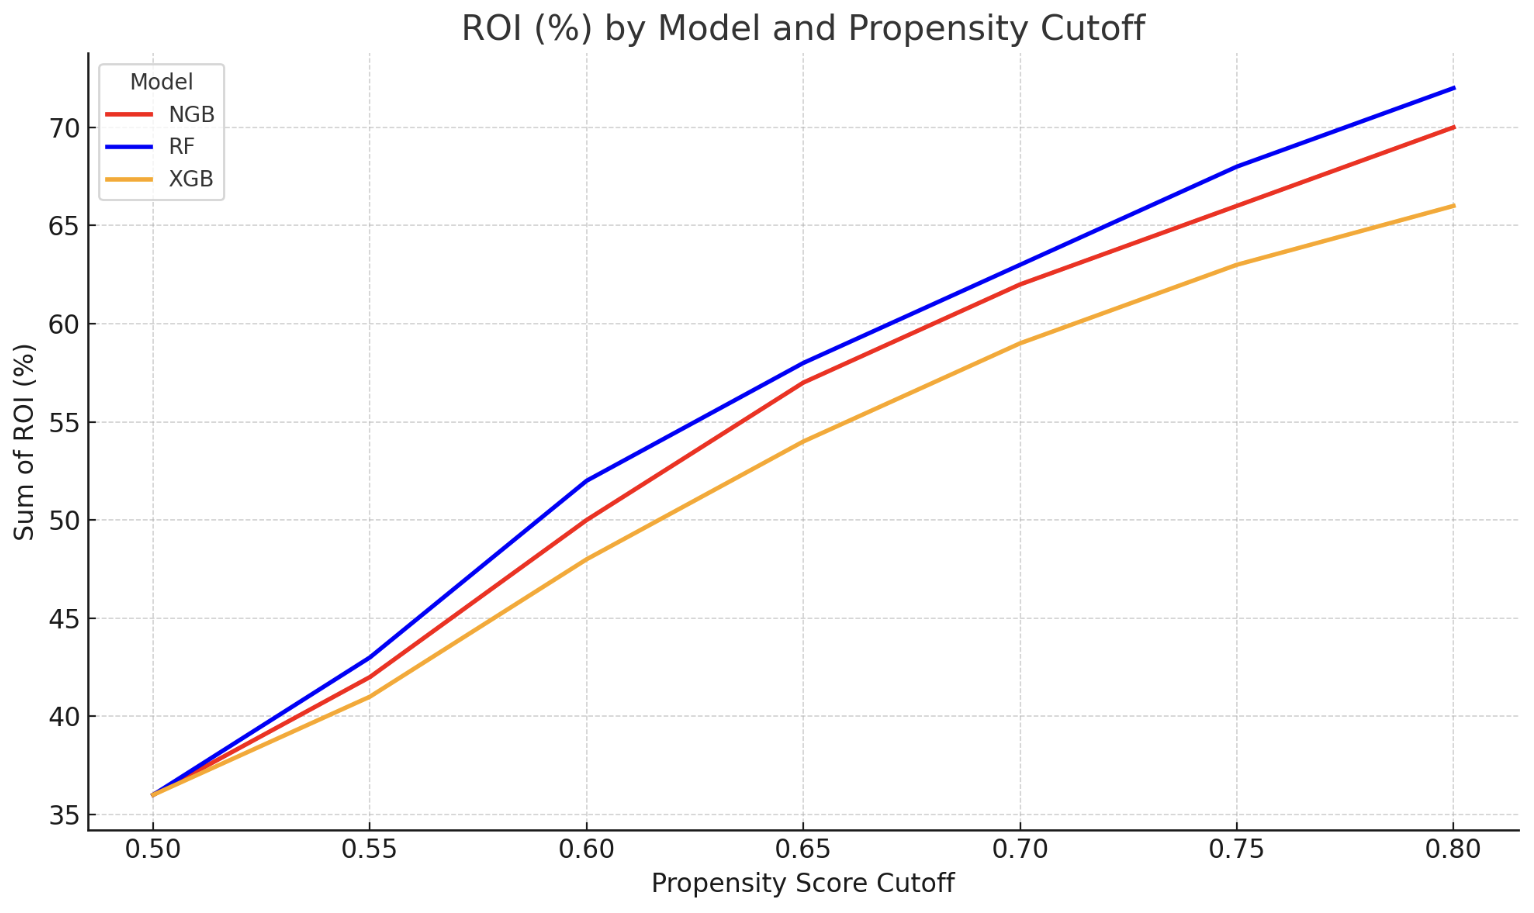 ROI (%) by Model and Propensity Cutoff
Model
NGB
RF
XGB
Sum of ROI (%)
70
65
60
55
50
45
40
35
0.50 0.55 0.60 0.65 0.70 0.75 0.80
Propensity Score Cutoff